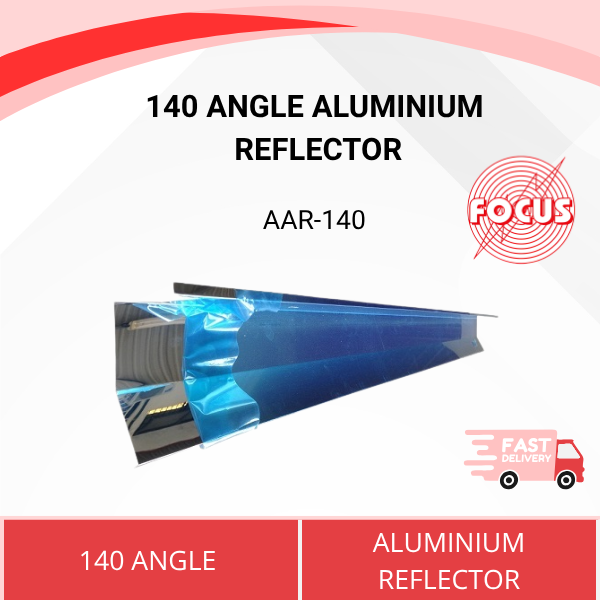 140 ANGLE ALUMINIUM
REFLECTOR
AAR-140
FOCUS
FAST
DELIVERY
140 ANGLE
ALUMINIUM
REFLECTOR